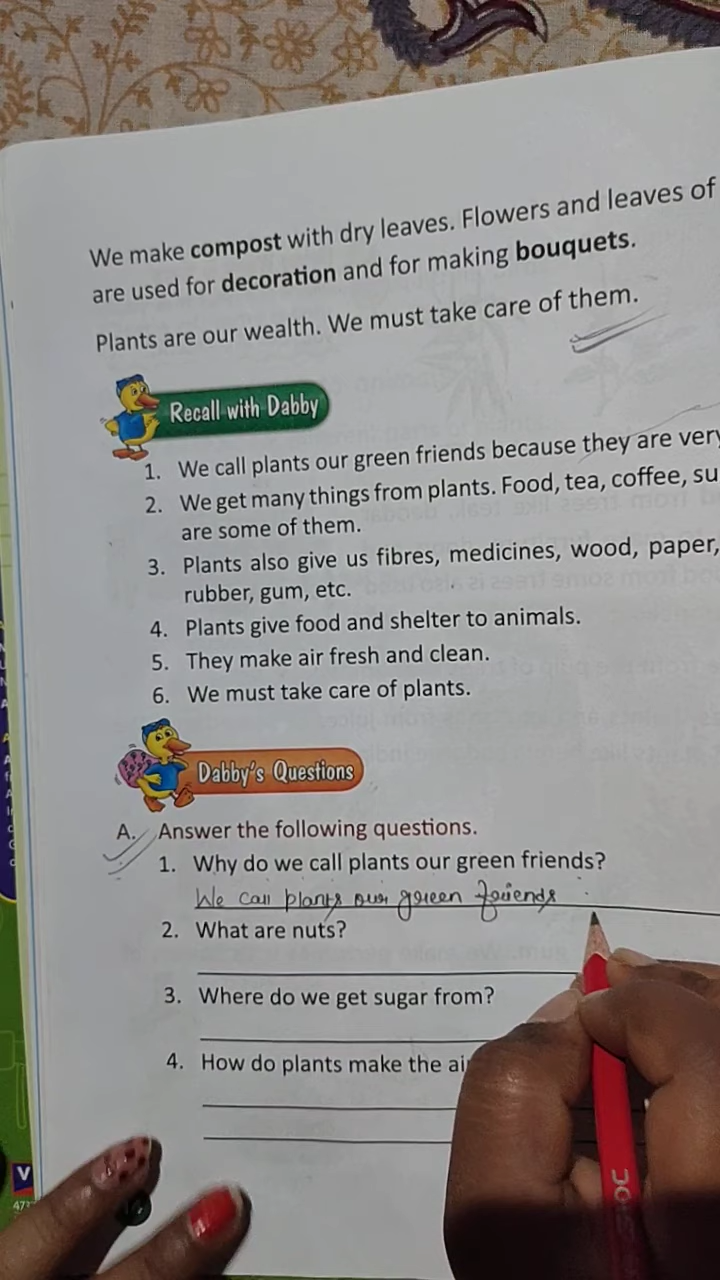 We make compost with dry leaves. Flowers and leaves of
are used for decoration and for making bouquets.
Plants are our wealth. We must take care of them.
Recall with Dabby
1. We call plants our green friends because they are very
2. We get many things from plants. Food, tea, coffee, su
are some of them.
3. Plants also give us fibres, medicines, wood, paper,
rubber, gum, etc.
4. Plants give food and shelter to animals.
5. They make air fresh and clean.
6. We must take care of plants.
Dabby's Questions
A. Answer the following questions.
1. Why do we call plants our green friends?
We call plants our green friends
2. What are nuts?
3. Where do we get sugar from?
4. How do plants make the air
V